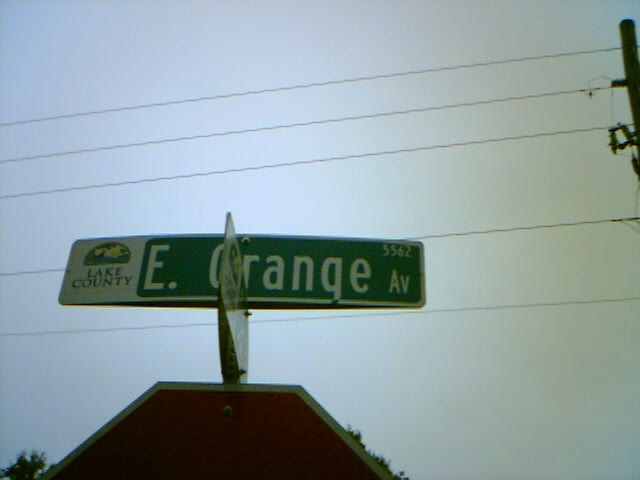 LAKE
COUNTY
E. Orange Av
5562